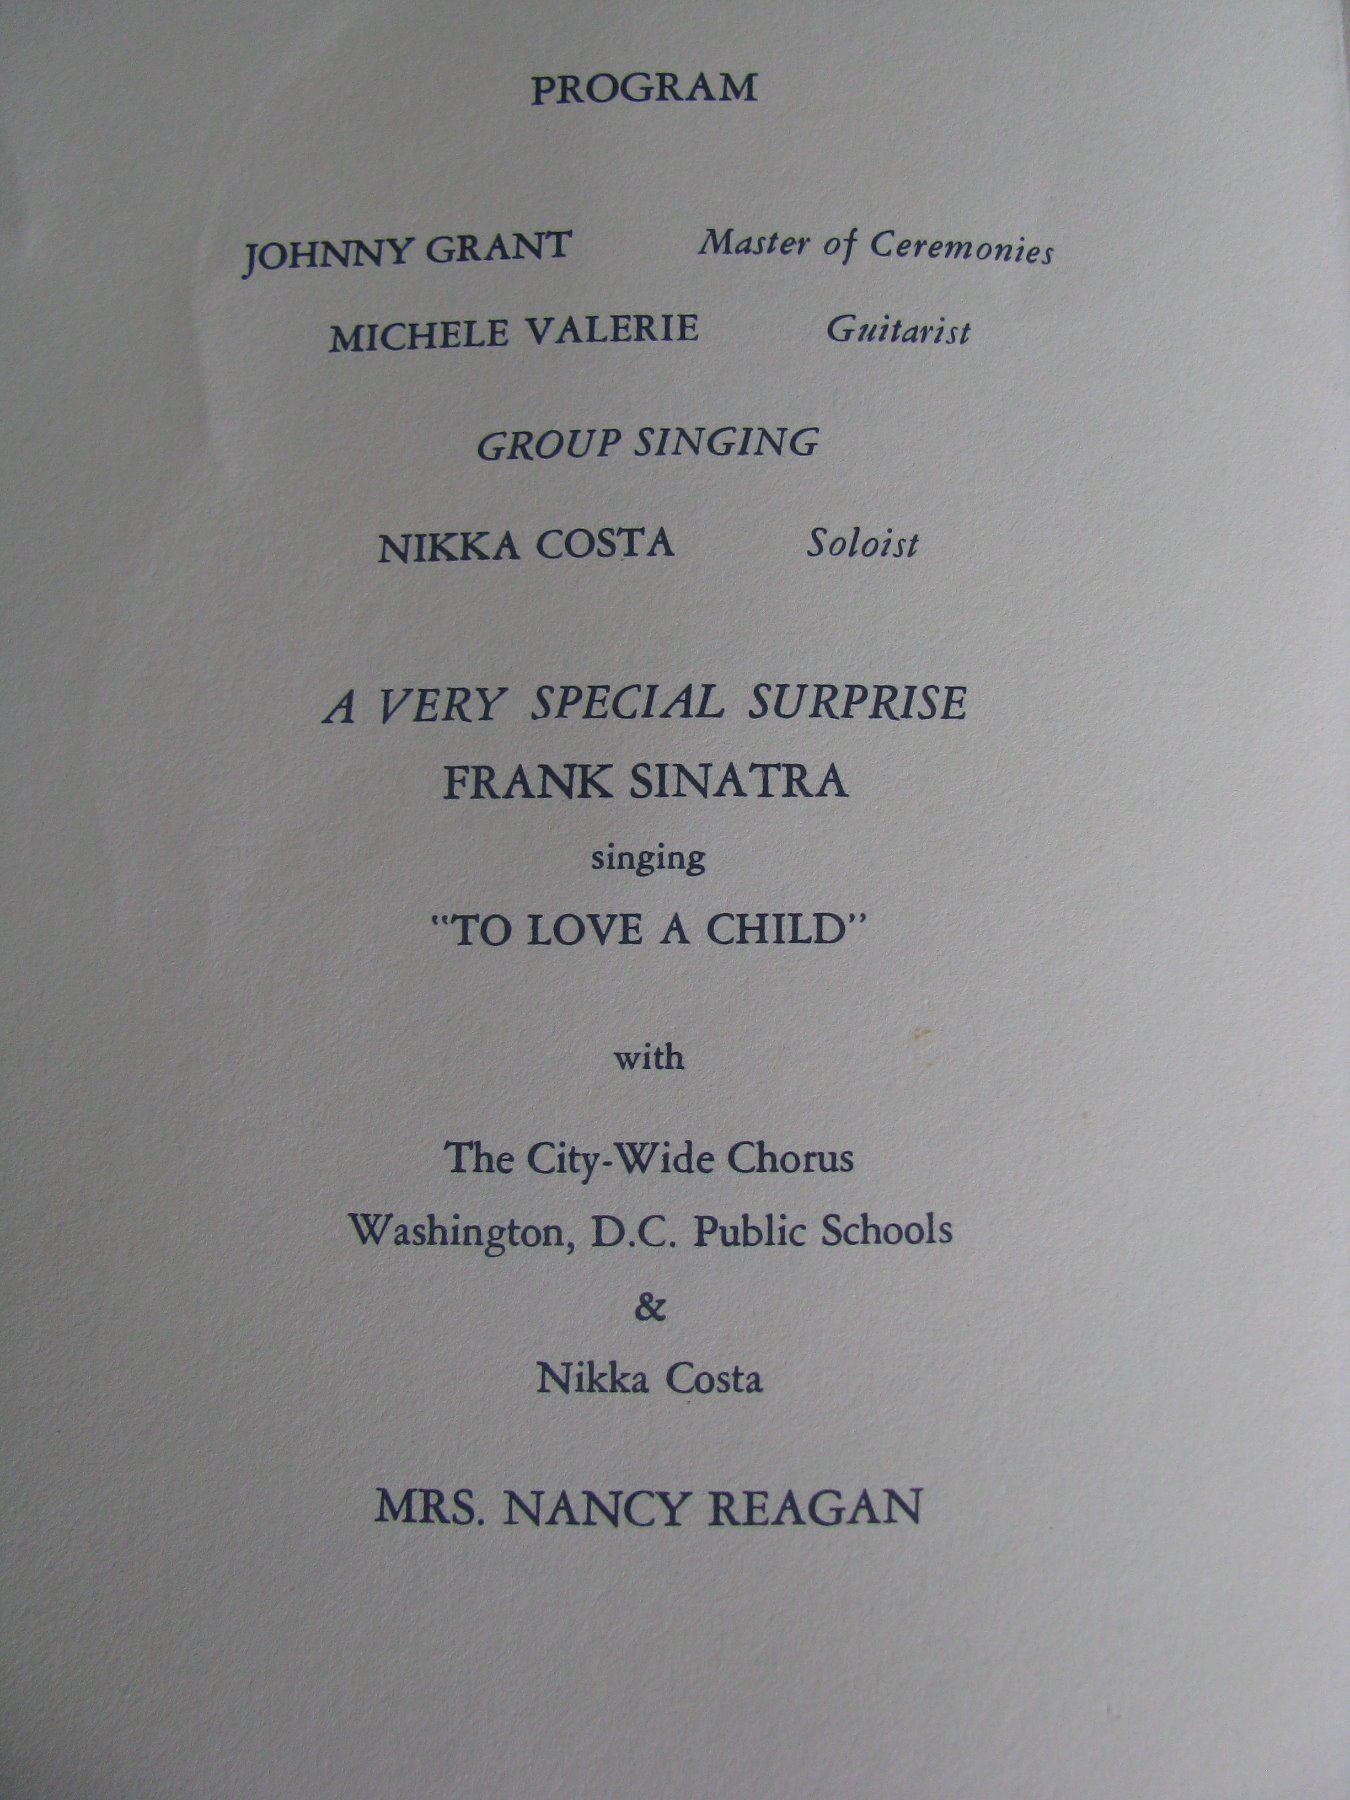 PROGRAM
JOHNNY GRANT Master of Ceremonies
MICHELE VALERIE Guitarist
GROUP SINGING
NIKKA COSTA Soloist
A VERY SPECIAL SURPRISE
FRANK SINATRA
singing
"TO LOVE A CHILD"
with
The City-Wide Chorus
Washington, D.C. Public Schools
&
Nikka Costa
MRS. NANCY REAGAN